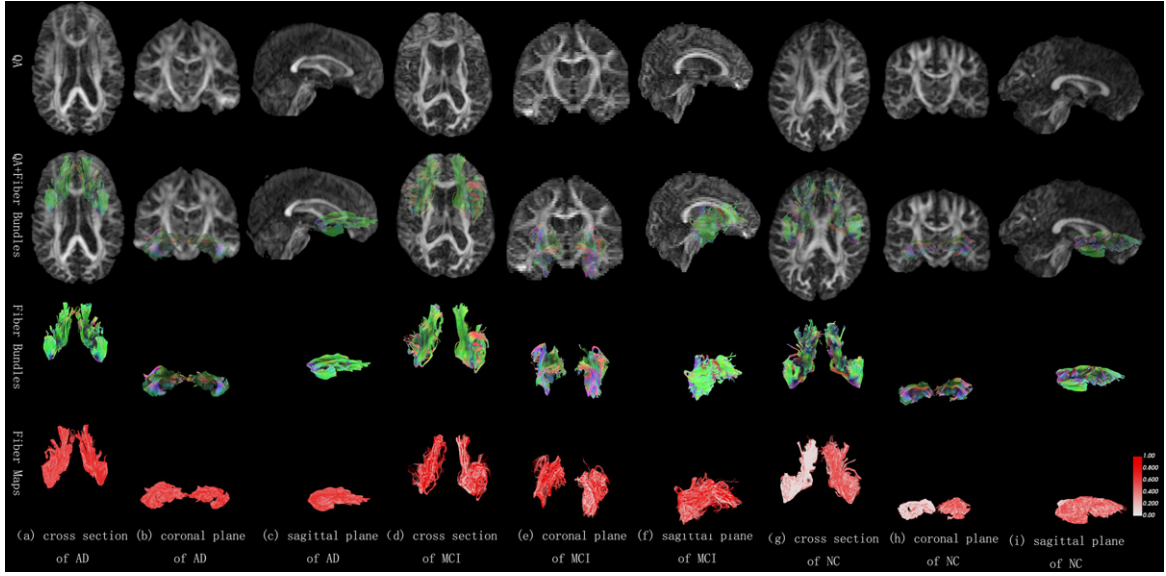 QA
QA+Fiber Bundles
Fiber Bundles
Fiber Maps
1.00
0.800
0.600
0.400
0.200
0.00
(a) cross section
of AD
(b) coronal plane
of AD
(c) sagittal plane
of AD
(d) cross section
of MCI
(e) coronal plane
of MCI
(f) sagittal plane
of MCI
(g) cross section
of NC
(h) coronal plane
of NC
(i) sagittal plane
of NC